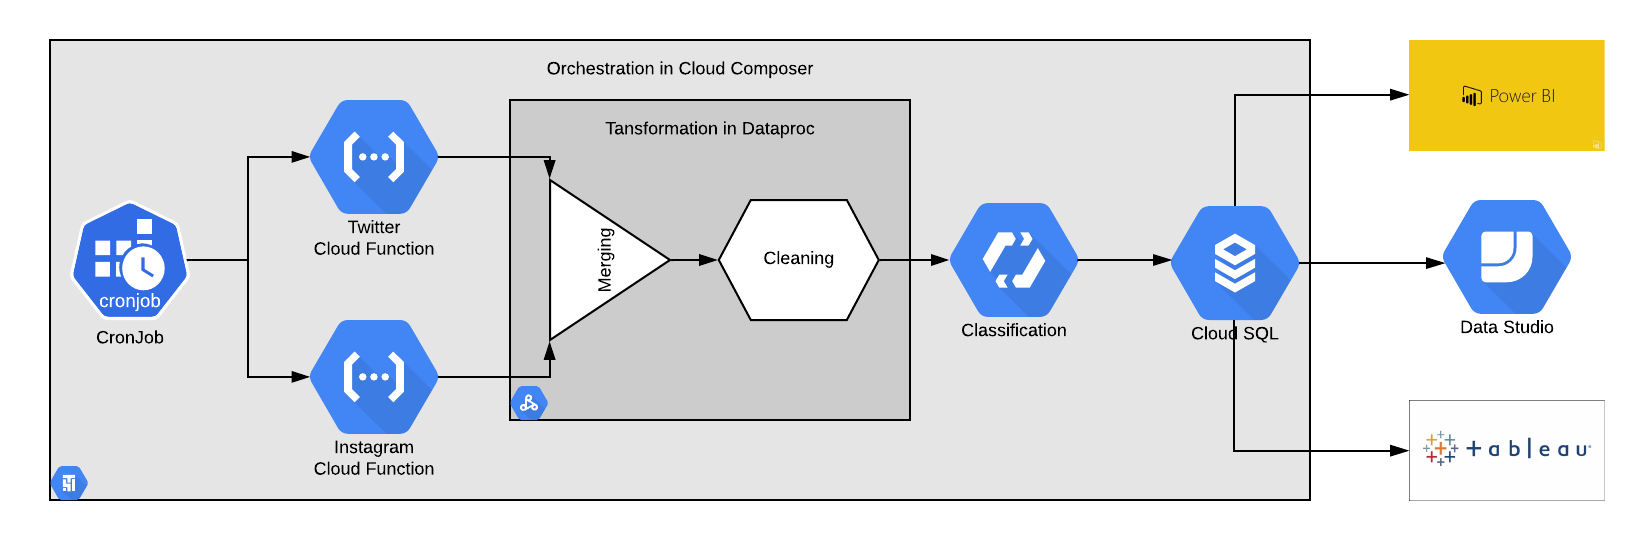 Orchestration in Cloud Composer
Tansformation in Dataproc
cronjob
CronJob
Twitter
Cloud Function
Instagram
Cloud Function
Merging
Cleaning
Classification
Cloud SQL
Power BI
Data Studio
+ableau